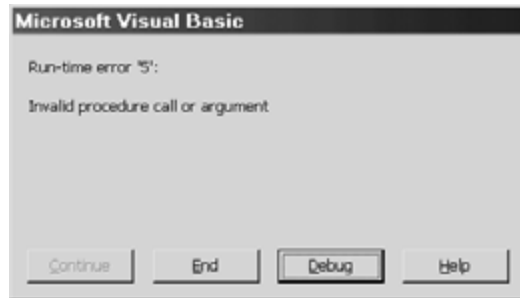 Microsoft Visual Basic
Run-time error '5':
Invalid procedure call or argument
Continue End Debug Help